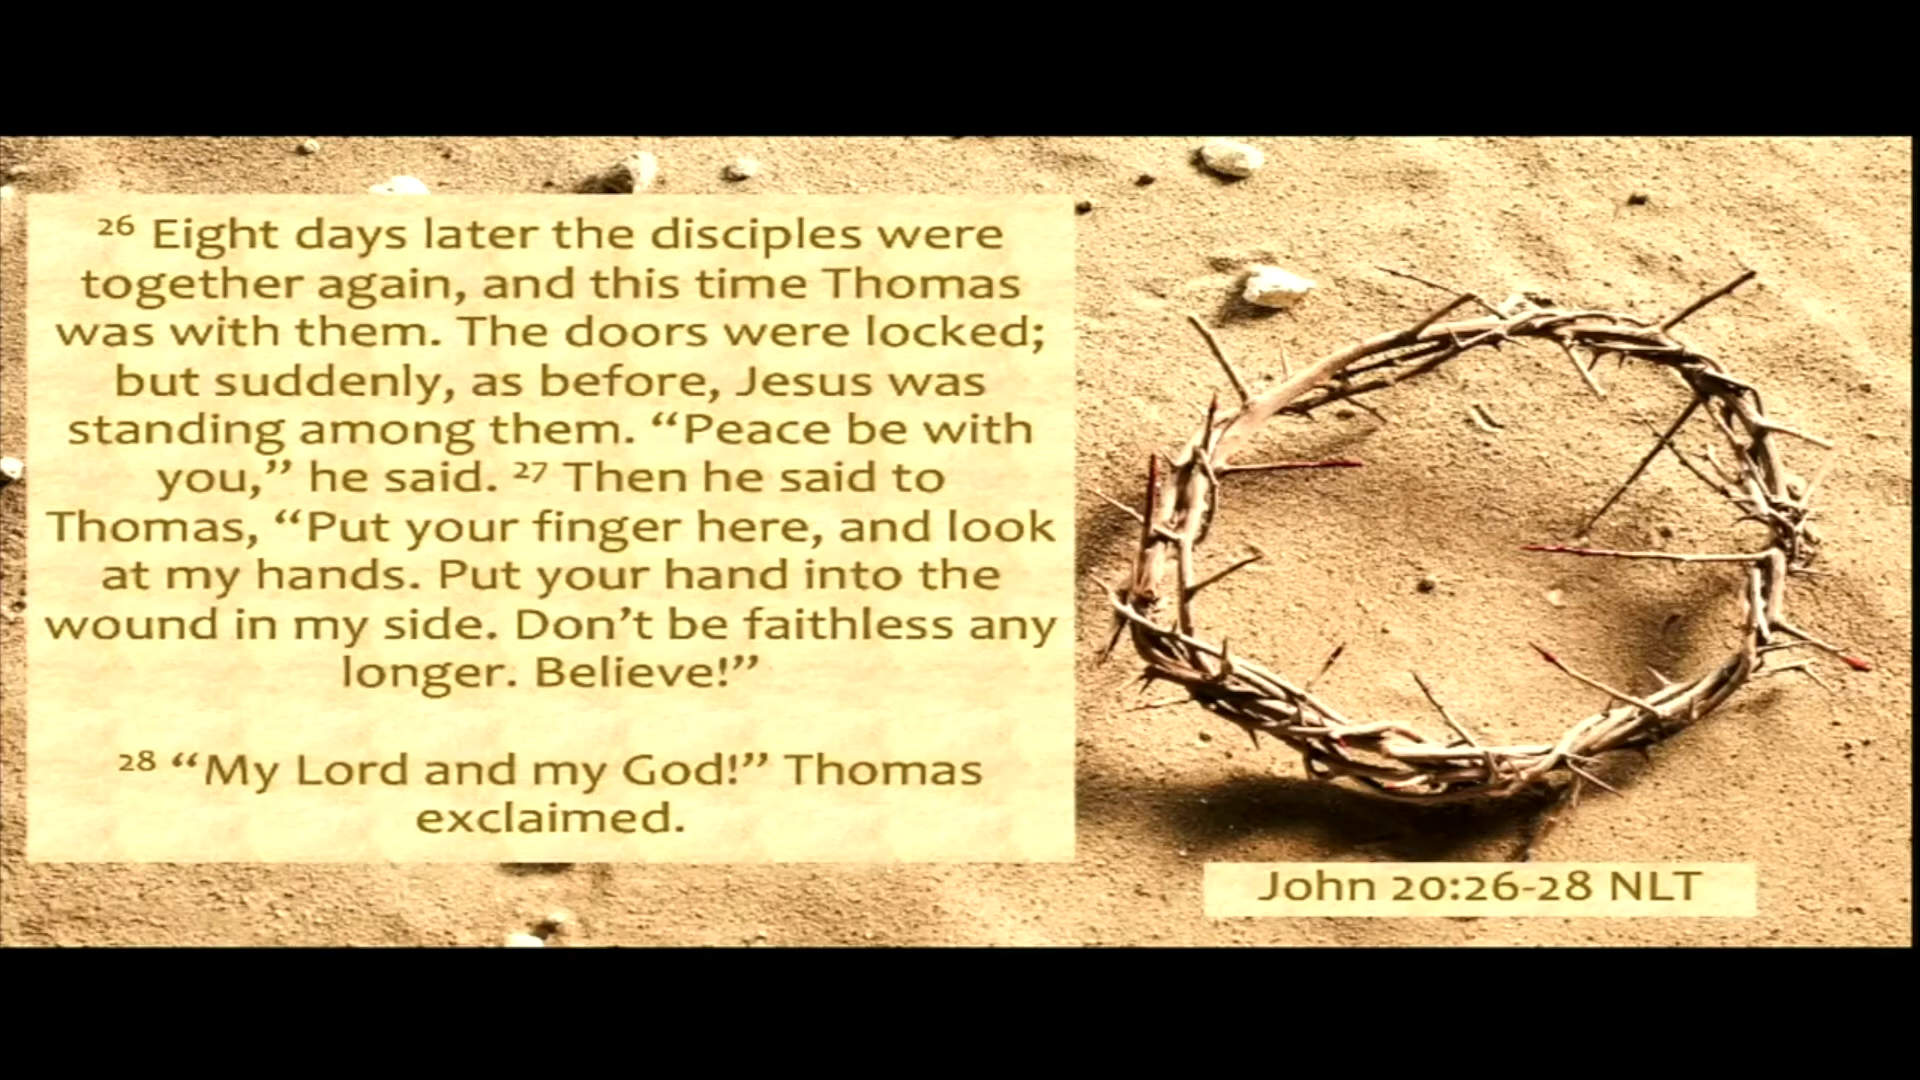 26 Eight days later the disciples were
together again, and this time Thomas
was with them. The doors were locked;
but suddenly, as before, Jesus was
standing among them. “Peace be with
you,” he said. 27 Then he said to
Thomas, “Put your finger here, and look
at my hands. Put your hand into the
wound in my side. Don’t be faithless any
longer. Believe!”
28 “My Lord and my God!” Thomas
exclaimed.
John 20:26-28 NLT